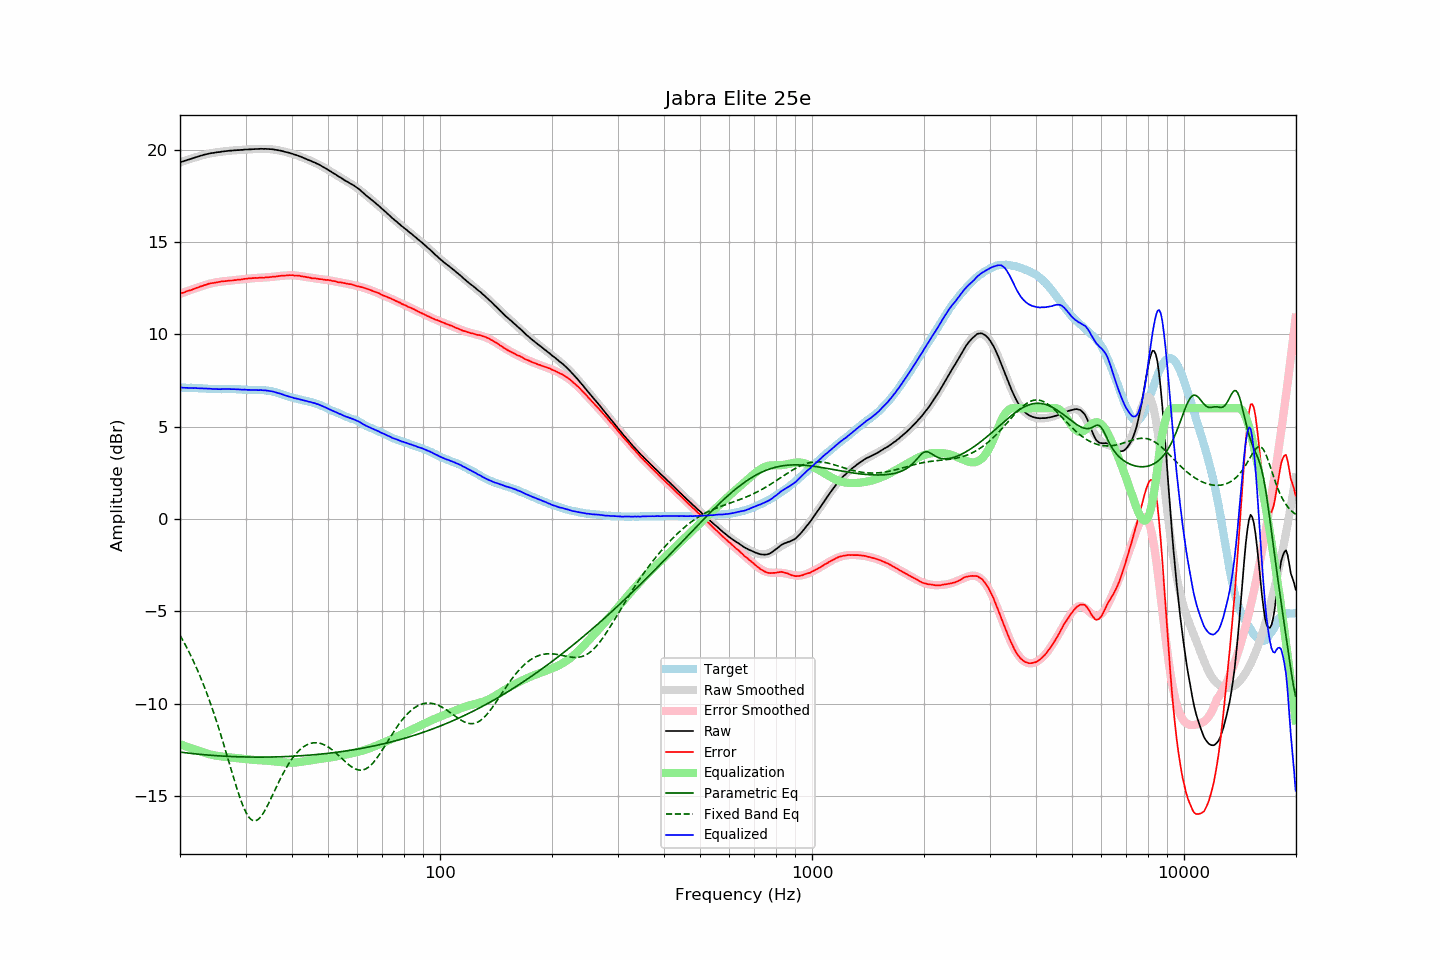 Jabra Elite 25e
Amplitude (dBr)
20
15
10
5
0
−5
−10
−15
100
1000
10000
Frequency (Hz)
Target
Raw Smoothed
Error Smoothed
Raw
Error
Equalization
Parametric Eq
Fixed Band Eq
Equalized